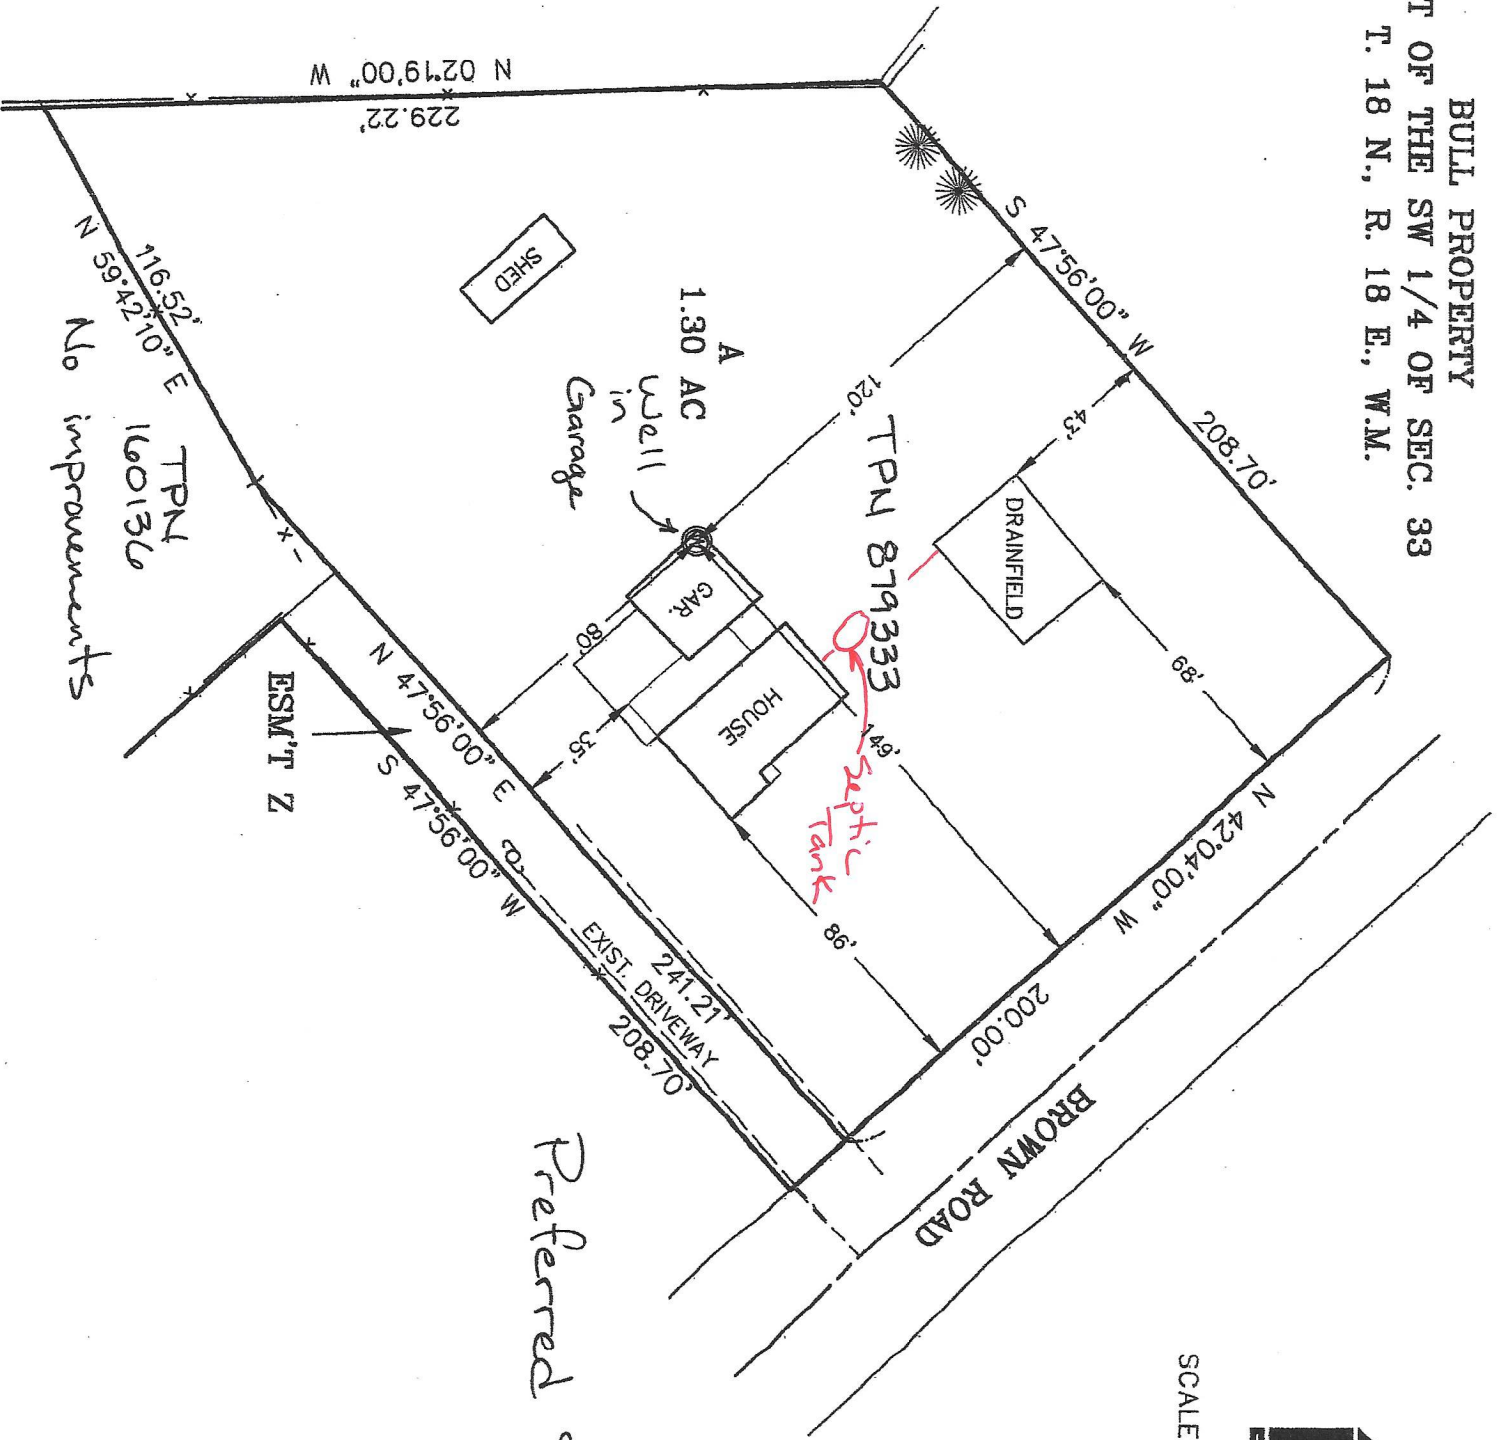 BULL PROPERTY
T OF THE SW 1/4 OF SEC. 33
T. 18 N., R. 18 E., W.M.
N 02°19'00" W
229.22'
S 47°56'00" W
208.70'
120'
43'
DRAINFIELD
68'
SHED
A
1.30 AC
TPN 879333
Well
in
Garage
GAR.
HOUSE
80'
35'
149'
86'
Septic
Tank
116.52'
N 59°42'10" E
TPN
160136
No improvements
N 47°56'00" E
241.21'
ESM'T Z
S 47°56'00" W
208.70'
EXIST. DRIVEWAY
N 42°04'00" W
200.00'
BROWN ROAD
Preferred
SCALE